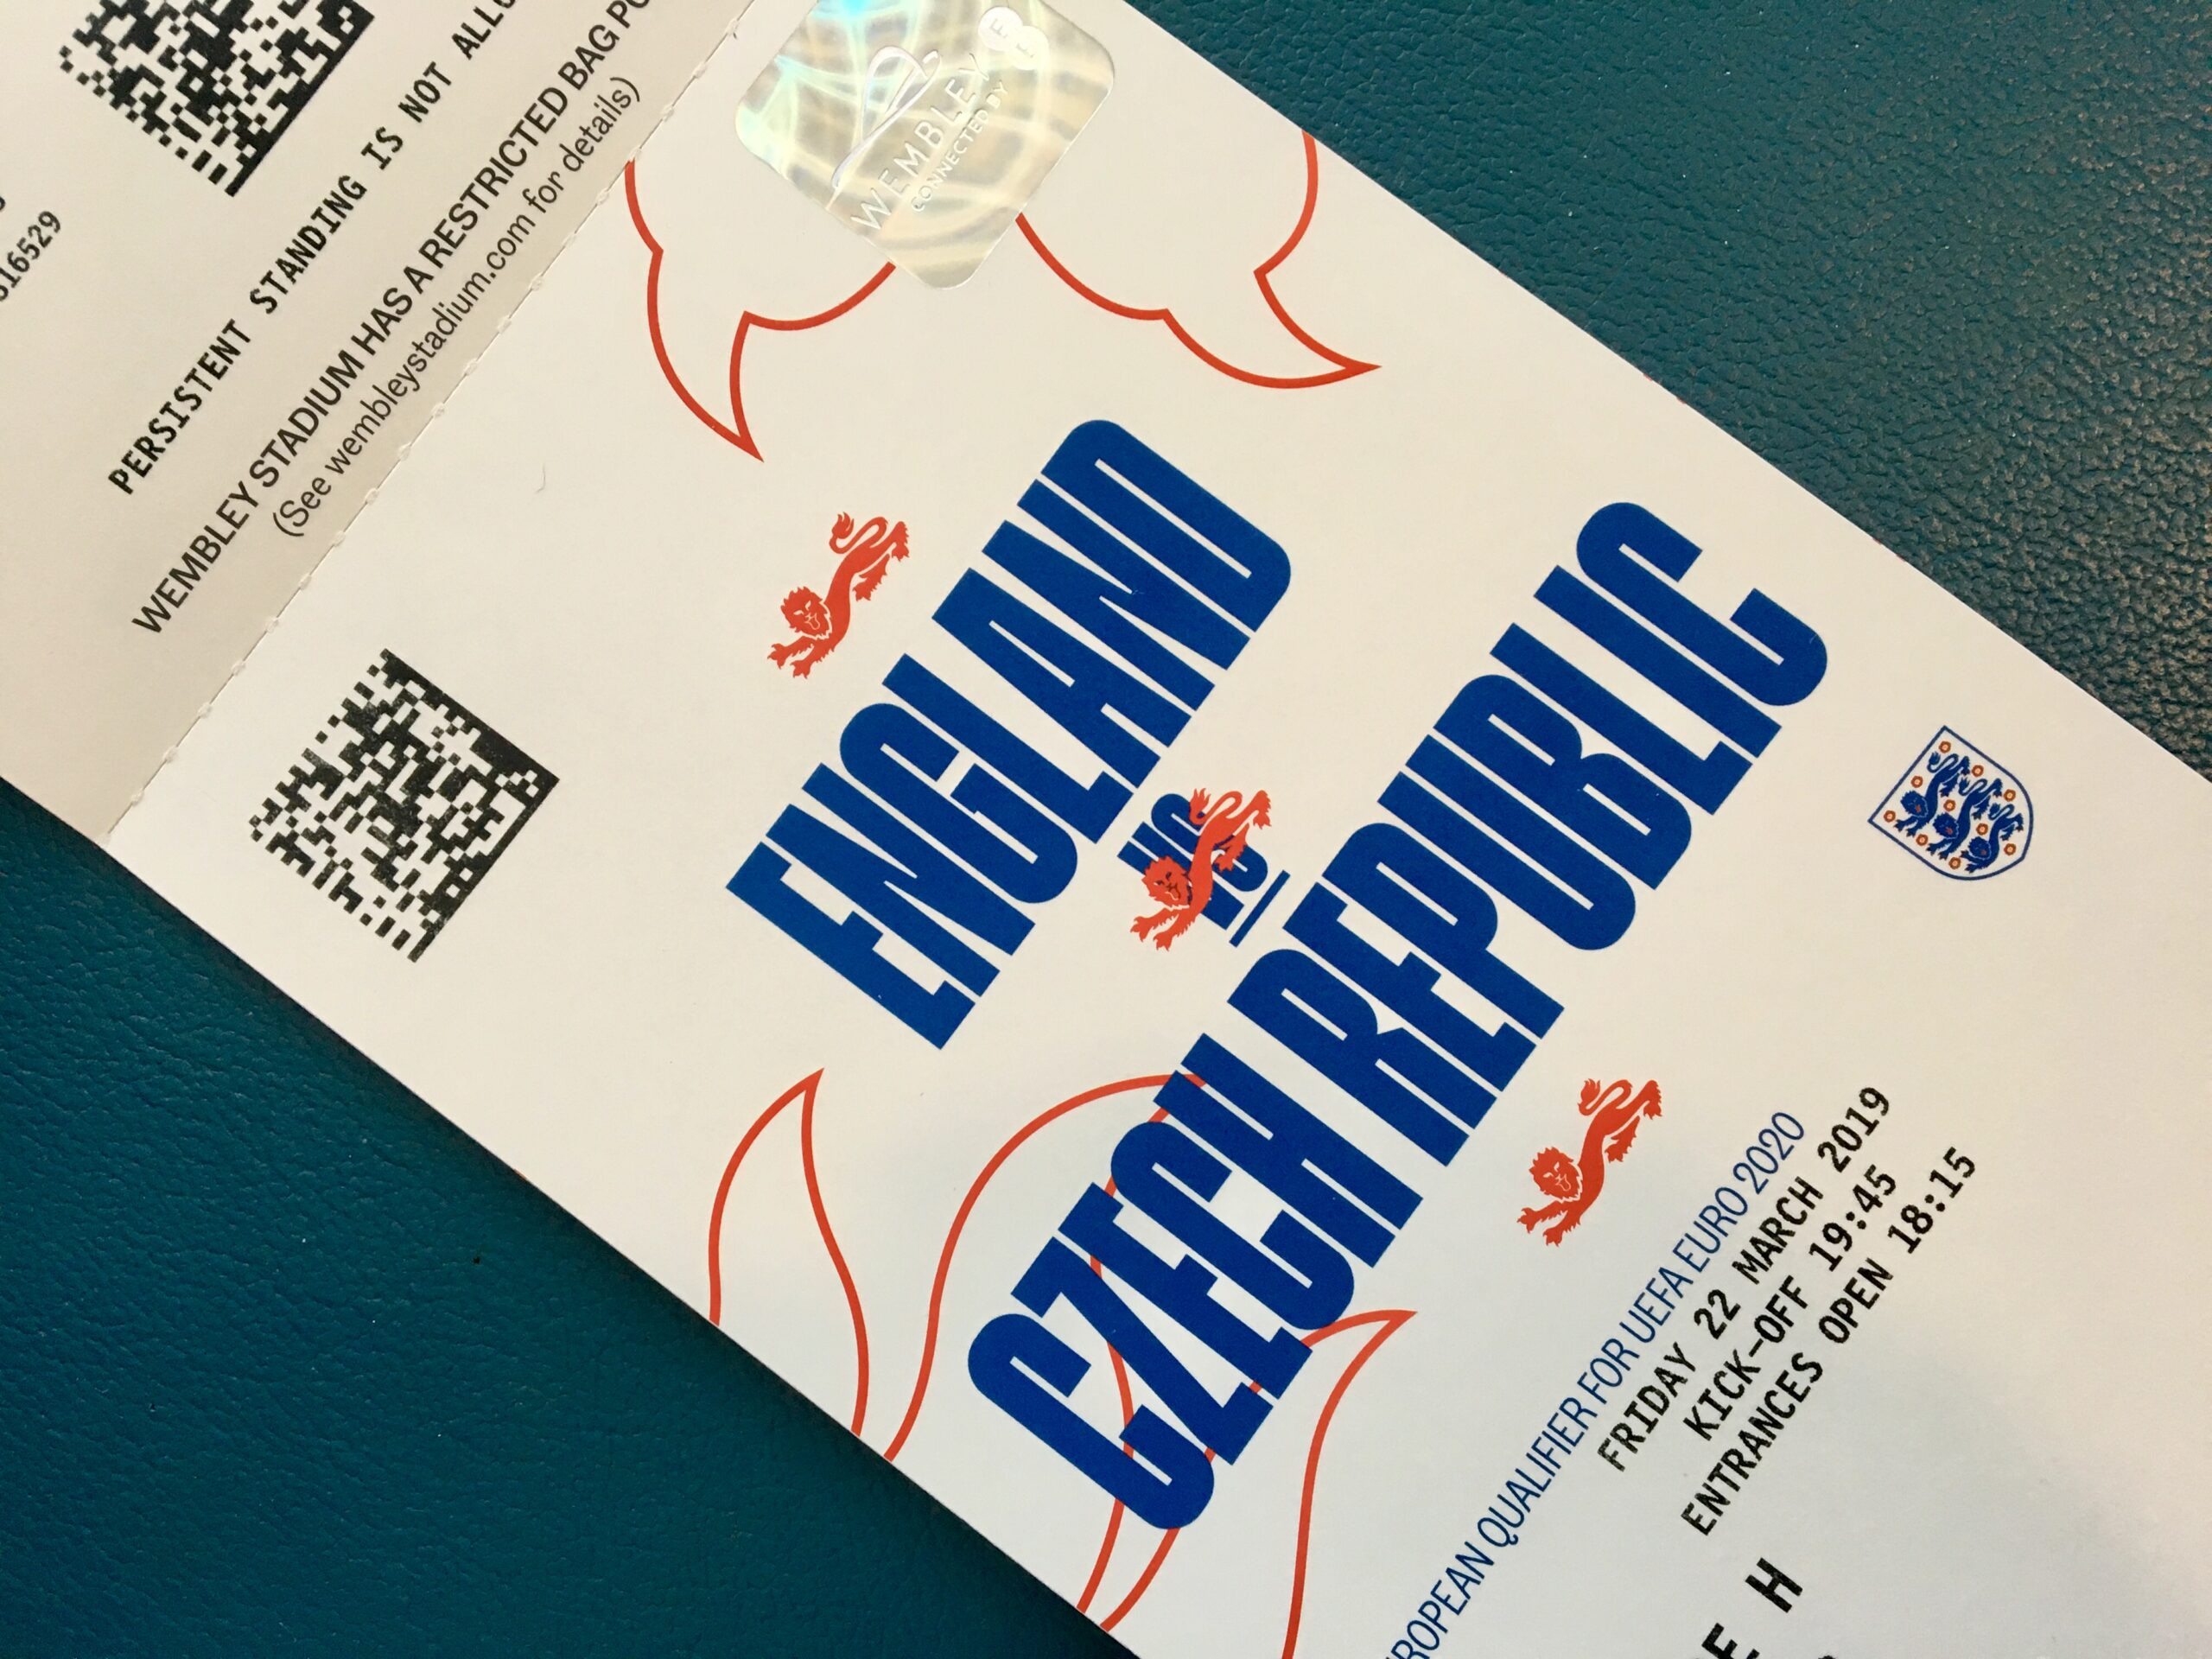 316529
PERSISTENT STANDING IS NOT
WEMBLEY STADIUM HAS A RESTRICTED BAG
(See wembleystadium.com for details)
WEMBLEY
CONNECTED BY
EE
ENGLAND
VS
CZECH REPUBLIC
QUALIFIER FOR UEFA EURO 2020
FRIDAY 22 MARCH 2019
KICK-OFF 19:45
ENTRANCES OPEN 18:15
H